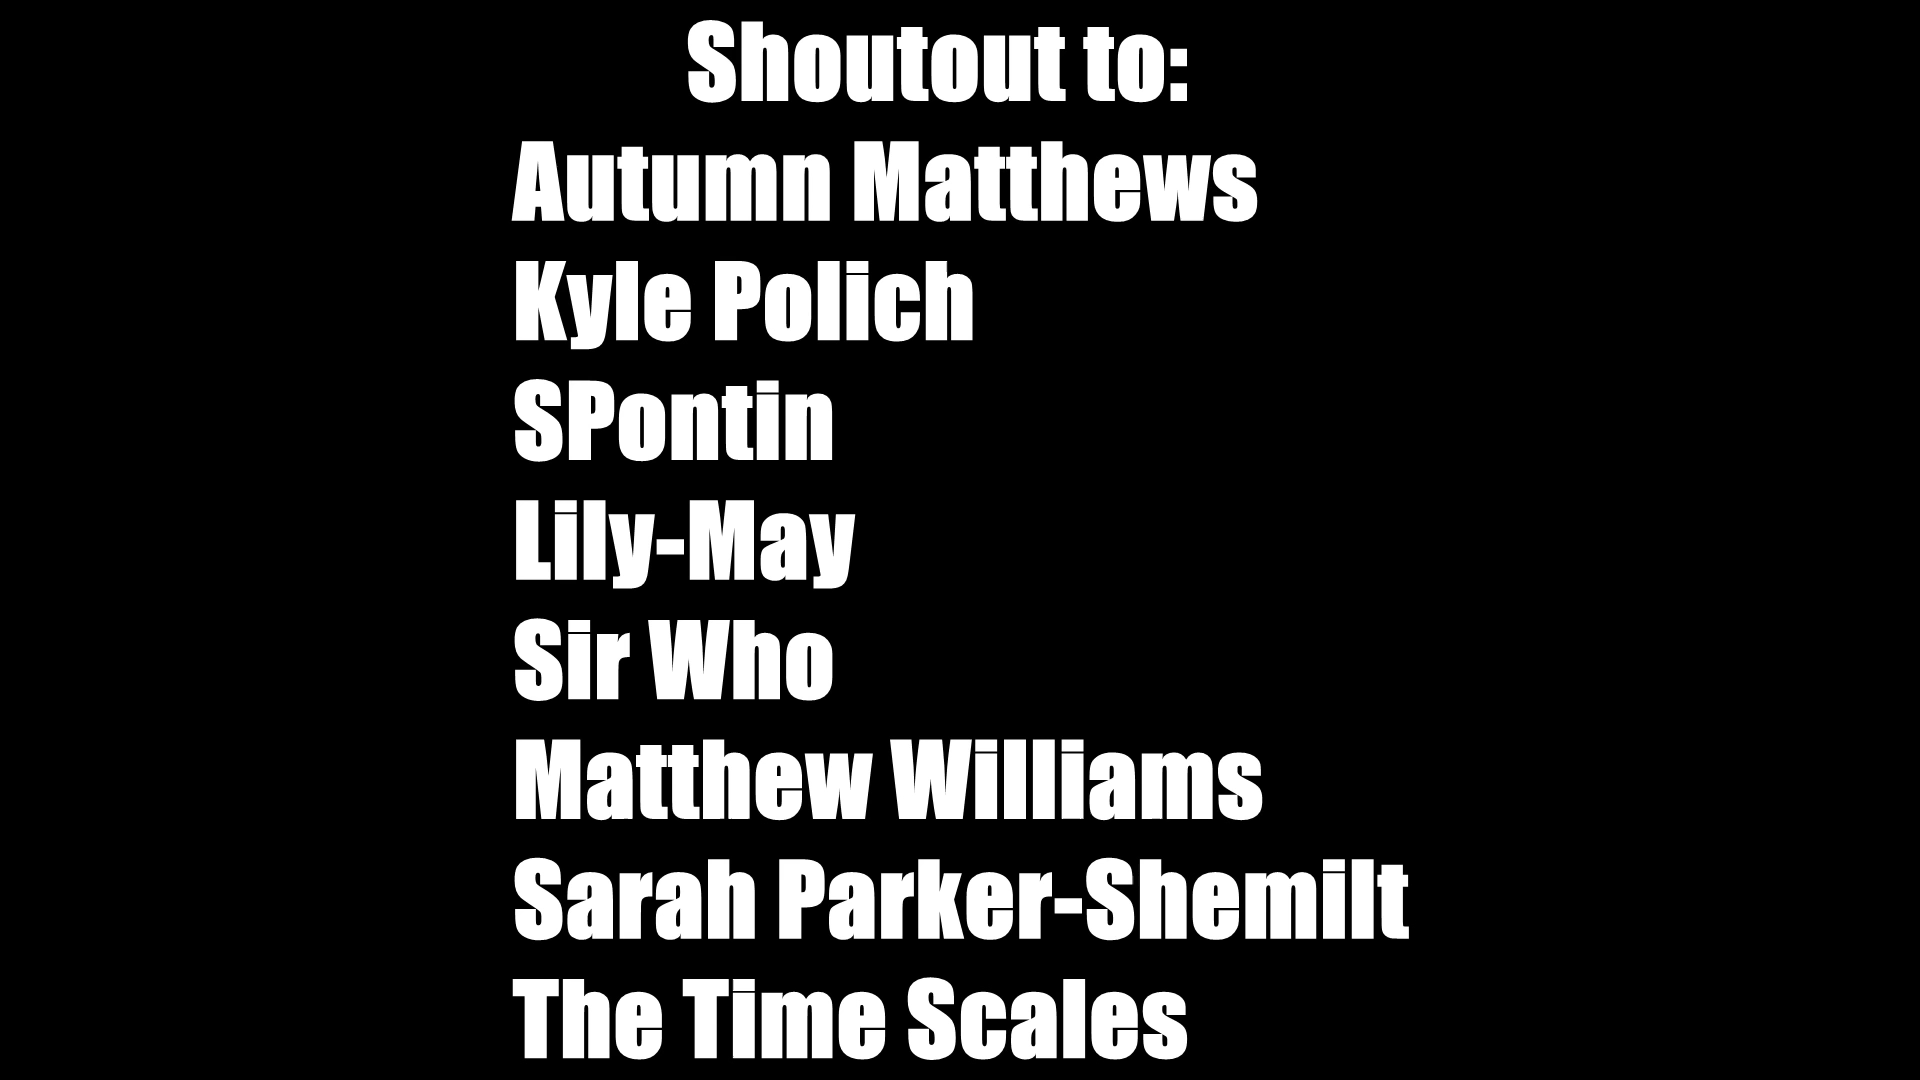 Shoutout to:
Autumn Matthews
Kyle Polich
SPontin
Lily-May
Sir Who
Matthew Williams
Sarah Parker-Shemilt
The Time Scales